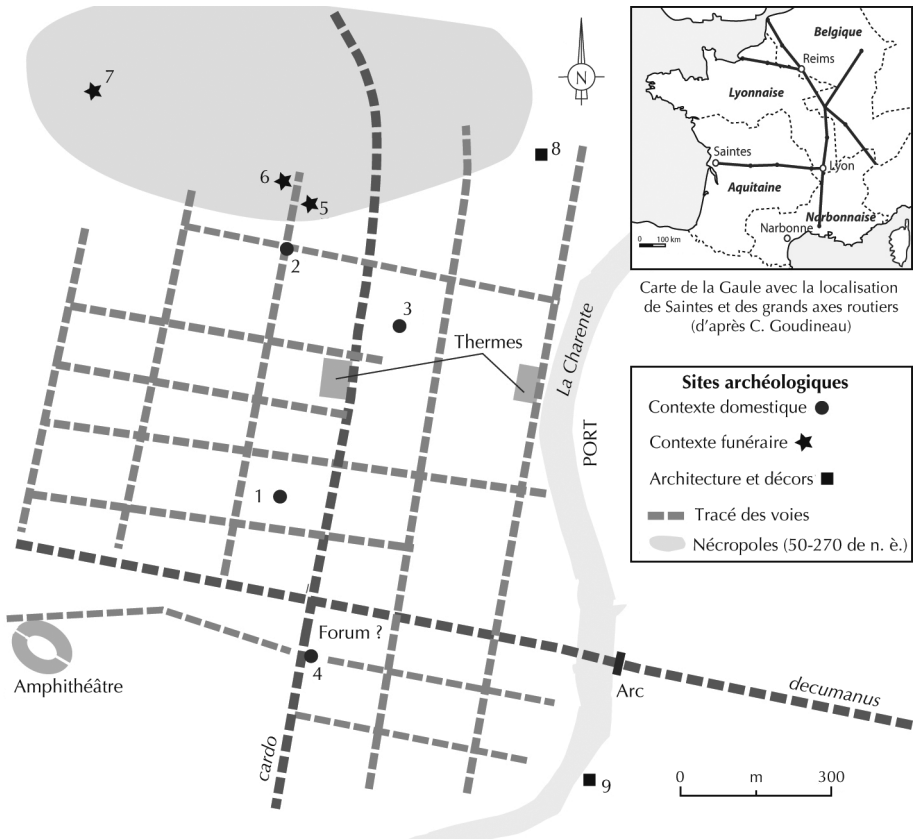 7
N
8
6
5
2
3
Thermes
La Charente
PORT
1
Forum ?
4
Amphithéâtre
Arc
decumanus
cardo
9
0 m 300
Belgique
Reims
Lyonnaise
Saintes
Lyon
Aquitaine
Narbonnaise
Narbonne
0 100 km
Carte de la Gaule avec la localisation
de Saintes et des grands axes routiers
(d'après C. Goudineau)
Sites archéologiques
Contexte domestique
Contexte funéraire
Architecture et décors
Tracé des voies
Nécropoles (50-270 de n. è.)